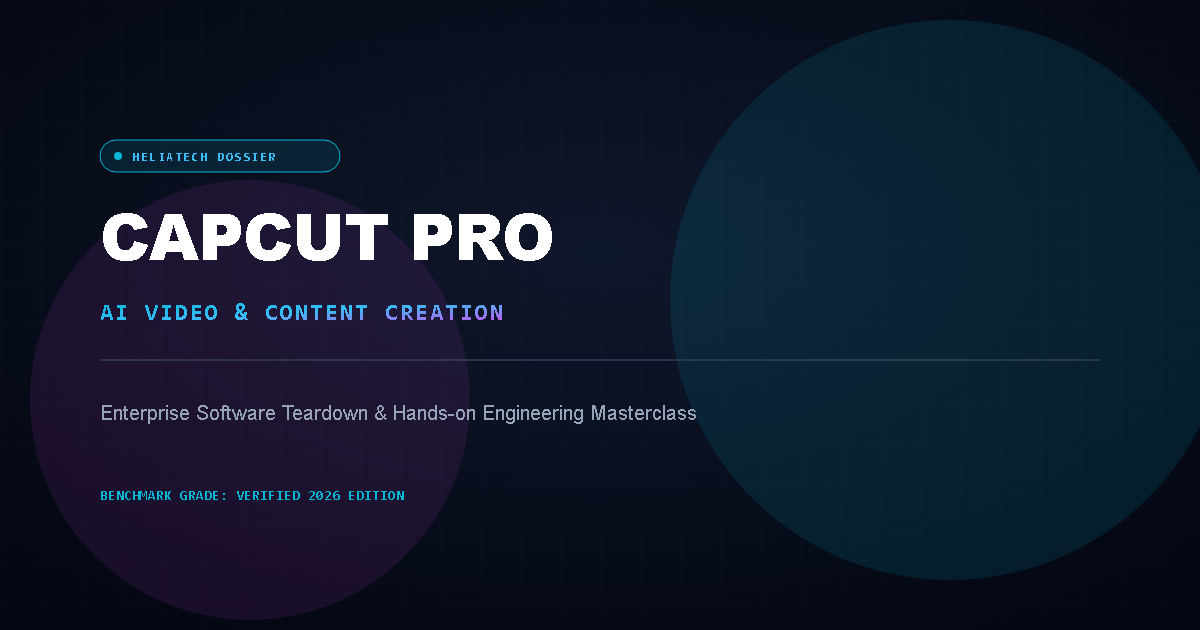 HELIATECH DOSSIER
CAPCUT PRO
AI VIDEO & CONTENT CREATION
Enterprise Software Teardown & Hands-on Engineering Masterclass
BENCHMARK GRADE: VERIFIED 2026 EDITION